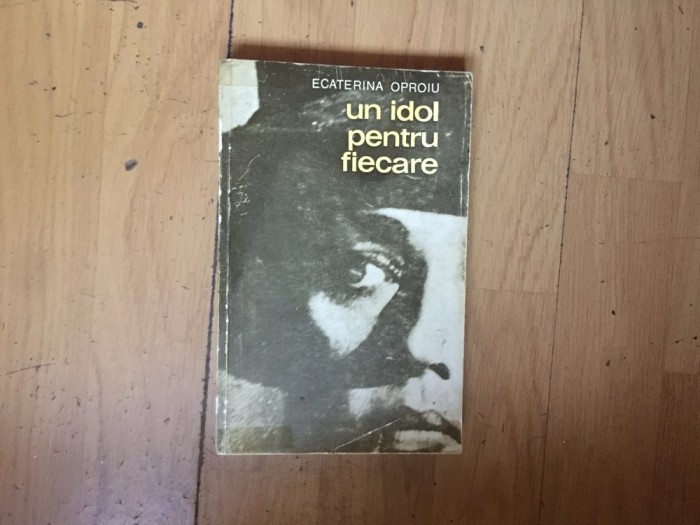 ECATERINA OPROIU
un idol
pentru
fiecare